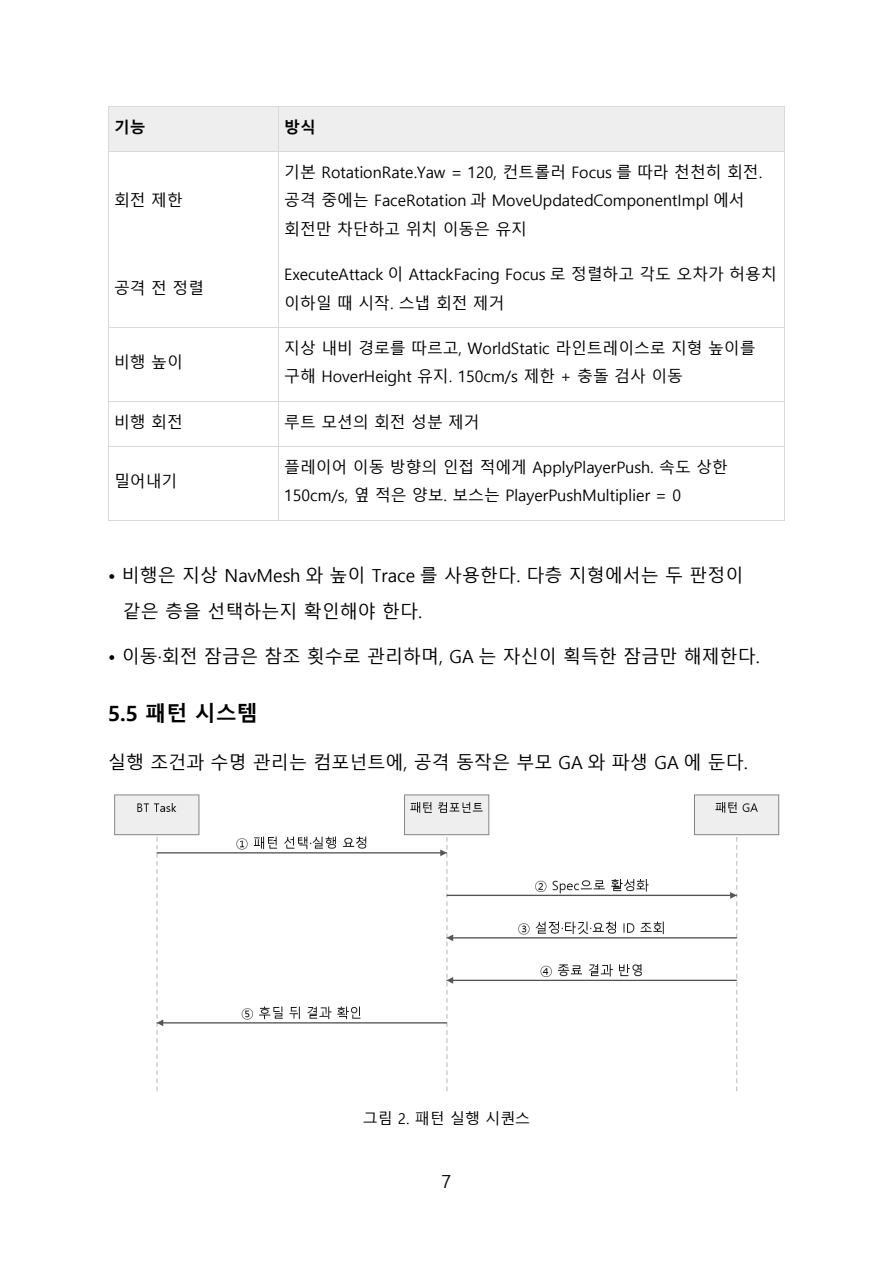 기능
방식
회전 제한
기본 RotationRate.Yaw = 120, 컨트롤러 Focus 를 따라 천천히 회전.
공격 중에는 FaceRotation 과 MoveUpdatedComponentImpl 에서
회전만 차단하고 위치 이동은 유지
공격 전 정렬
ExecuteAttack 이 AttackFacing Focus 로 정렬하고 각도 오차가 허용치
이하일 때 시작. 스냅 회전 제거
비행 높이
지상 내비 경로를 따르고, WorldStatic 라인트레이스로 지형 높이를
구해 HoverHeight 유지. 150cm/s 제한 + 충돌 검사 이동
비행 회전
루트 모션의 회전 성분 제거
밀어내기
플레이어 이동 방향의 인접 적에게 ApplyPlayerPush. 속도 상한
150cm/s, 옆 적은 양보. 보스는 PlayerPushMultiplier = 0
• 비행은 지상 NavMesh 와 높이 Trace 를 사용한다. 다층 지형에서는 두 판정이
같은 층을 선택하는지 확인해야 한다.
• 이동·회전 잠금은 참조 횟수로 관리하며, GA 는 자신이 획득한 잠금만 해제한다.
5.5 패턴 시스템
실행 조건과 수명 관리는 컴포넌트에, 공격 동작은 부모 GA 와 파생 GA 에 둔다.
BT Task
패턴 컴포넌트
패턴 GA
① 패턴 선택·실행 요청
② Spec으로 활성화
③ 설정·타깃·요청 ID 조회
④ 종료 결과 반영
⑤ 후딜 뒤 결과 확인
그림 2. 패턴 실행 시퀀스
7